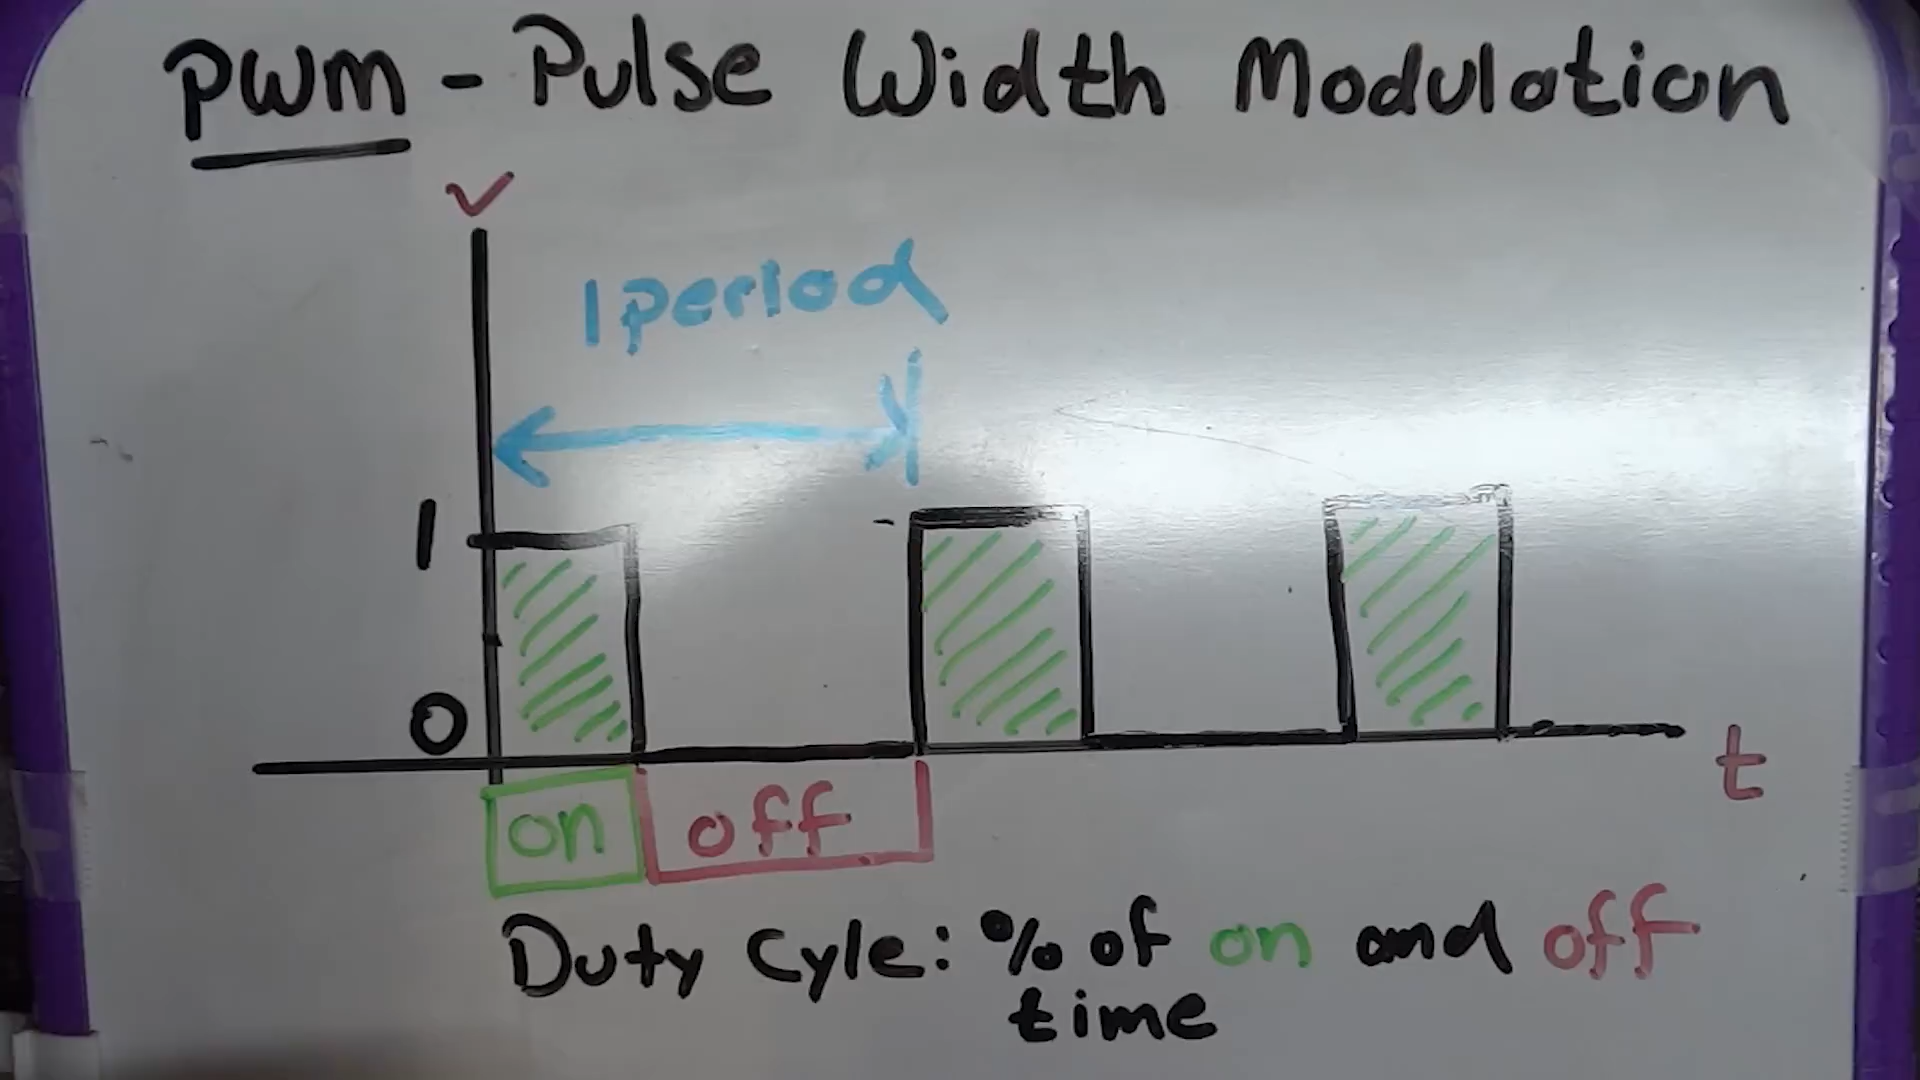 PWM - Pulse Width Modulation
V
1 period
1
0
t
on off
Duty Cyle: % of on and off
time